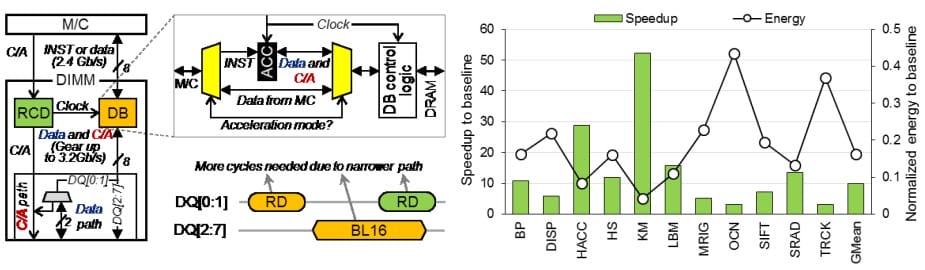 M/C
C/A
INST or data
(2.4 Gb/s)
8
DIMM
RCD
Clock
DB
Data and C/A
(Gear up
to 3.2Gb/s)
C/A
8
DQ[0:1]
C/A path
2
Data
path
DQ[2:7]
Clock
INST
ACC
Data and
C/A
M/C
Data from MC
DB control
logic
DRAM
Acceleration mode?
More cycles needed due to narrower path
DQ[0:1]
RD
RD
DQ[2:7]
BL16
Speedup
Energy
Speedup to baseline
60
50
40
30
20
10
0
0.5
0.4
0.3
0.2
0.1
0
Normalized energy to baseline
BP
DISP
HACC
HS
KM
LBM
MRIG
OCN
SIFT
SRAD
TRCK
GMean